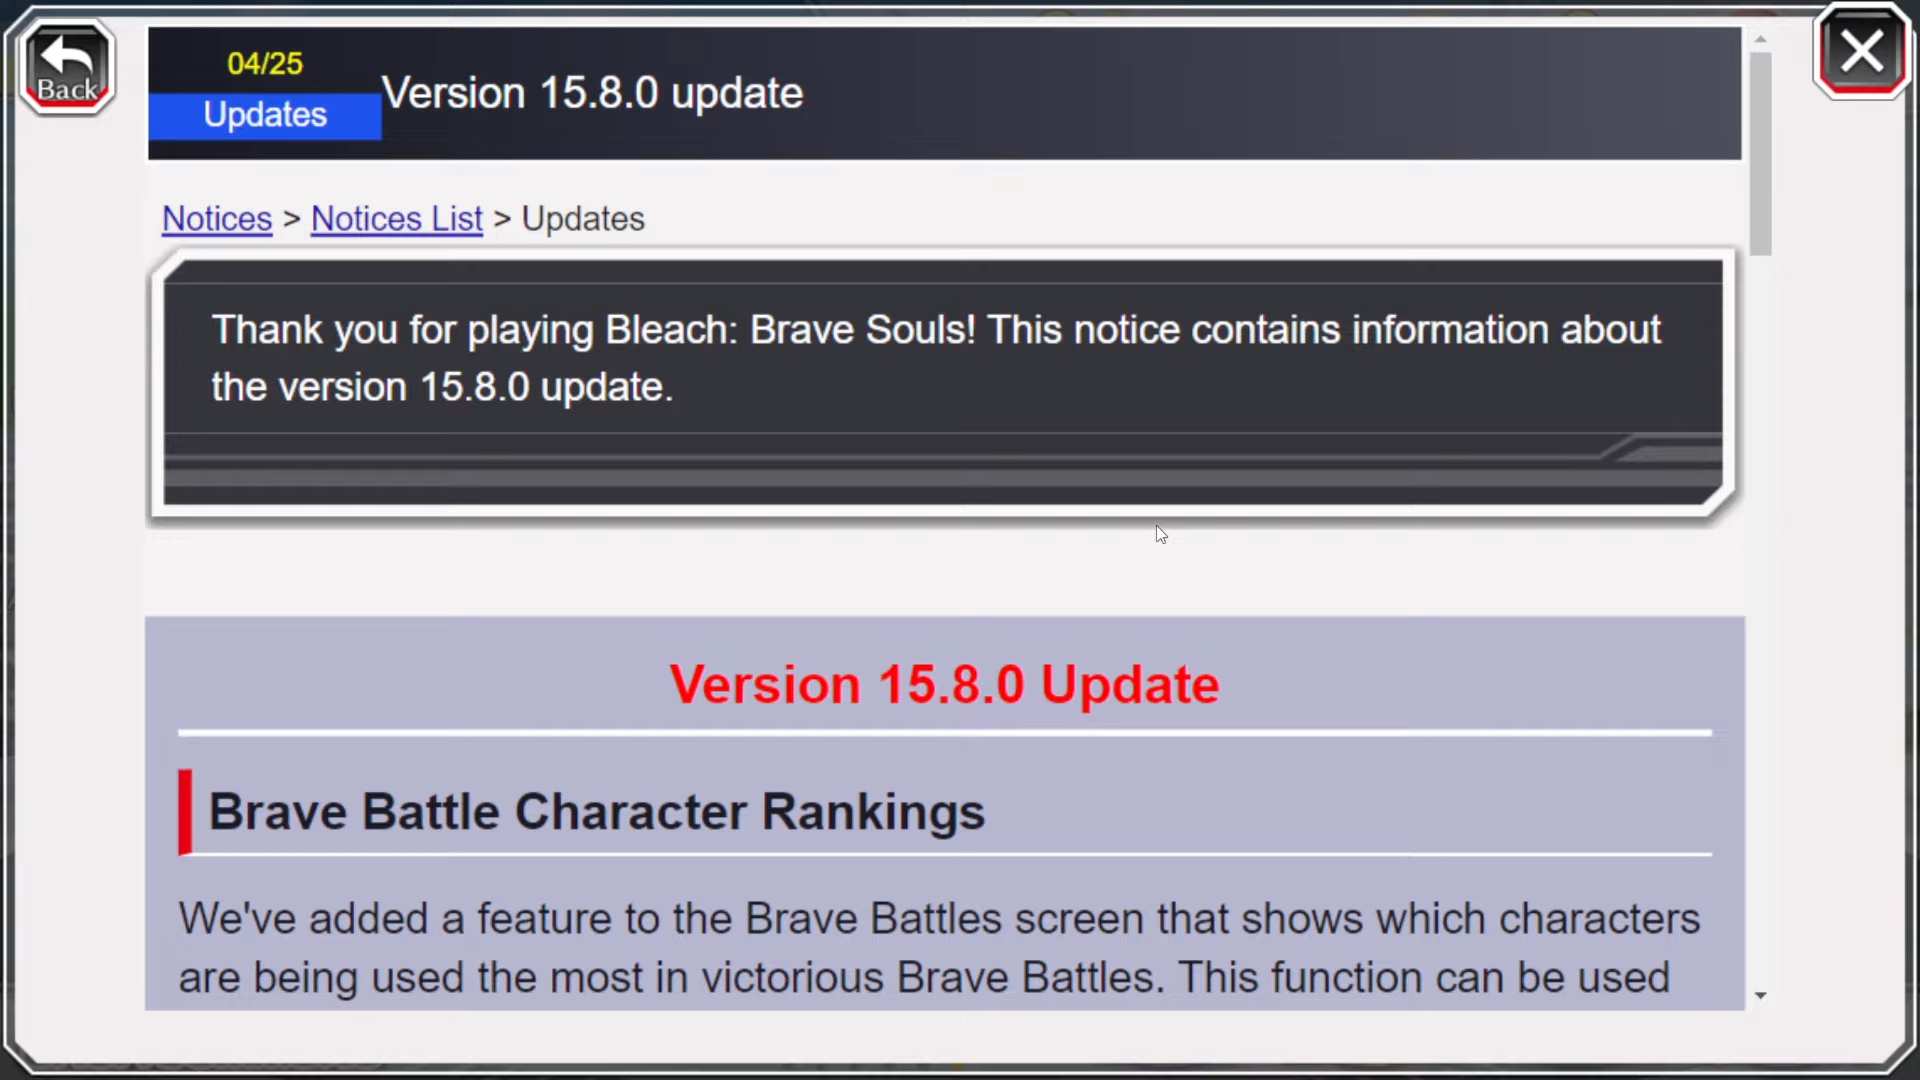 Back
04/25
Updates
Version 15.8.0 update
Notices > Notices List > Updates
Thank you for playing Bleach: Brave Souls! This notice contains information about
the version 15.8.0 update.
Version 15.8.0 Update
Brave Battle Character Rankings
We've added a feature to the Brave Battles screen that shows which characters
are being used the most in victorious Brave Battles. This function can be used